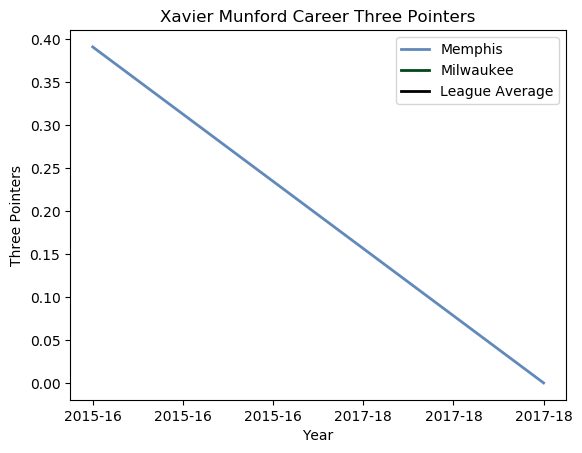 Xavier Munford Career Three Pointers
Memphis
Milwaukee
League Average
Three Pointers
0.40
0.35
0.30
0.25
0.20
0.15
0.10
0.05
0.00
2015-16 2015-16 2015-16 2017-18 2017-18 2017-18
Year